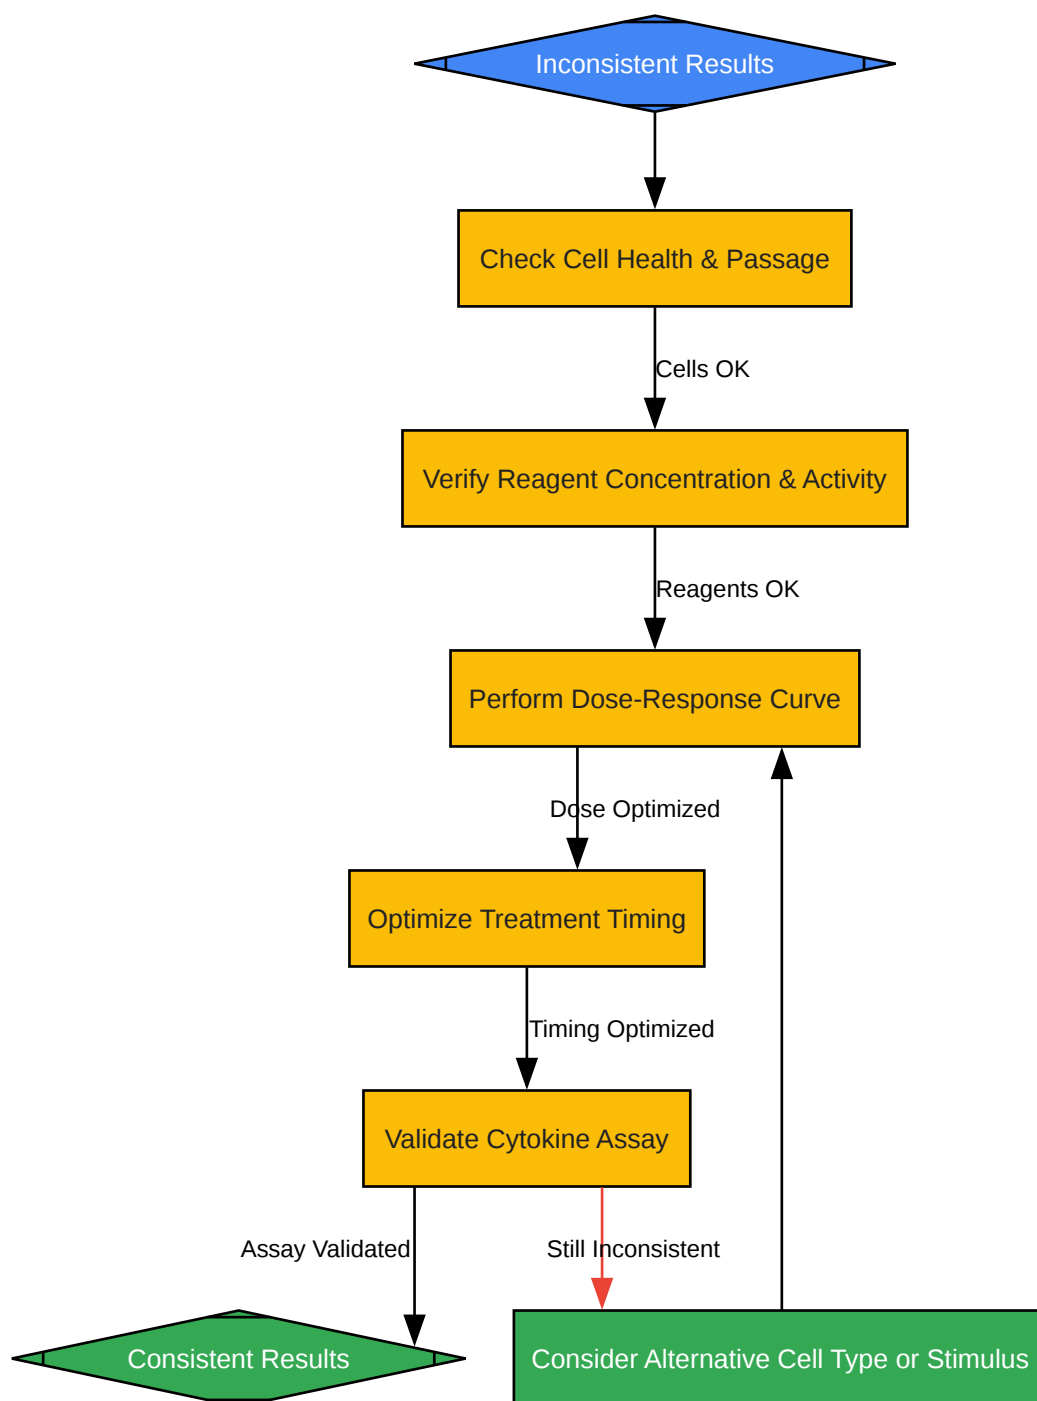 Inconsistent Results
Check Cell Health & Passage
Cells OK
Verify Reagent Concentration & Activity
Reagents OK
Perform Dose-Response Curve
Dose Optimized
Optimize Treatment Timing
Timing Optimized
Validate Cytokine Assay
Assay Validated
Still Inconsistent
Consistent Results
Consider Alternative Cell Type or Stimulus